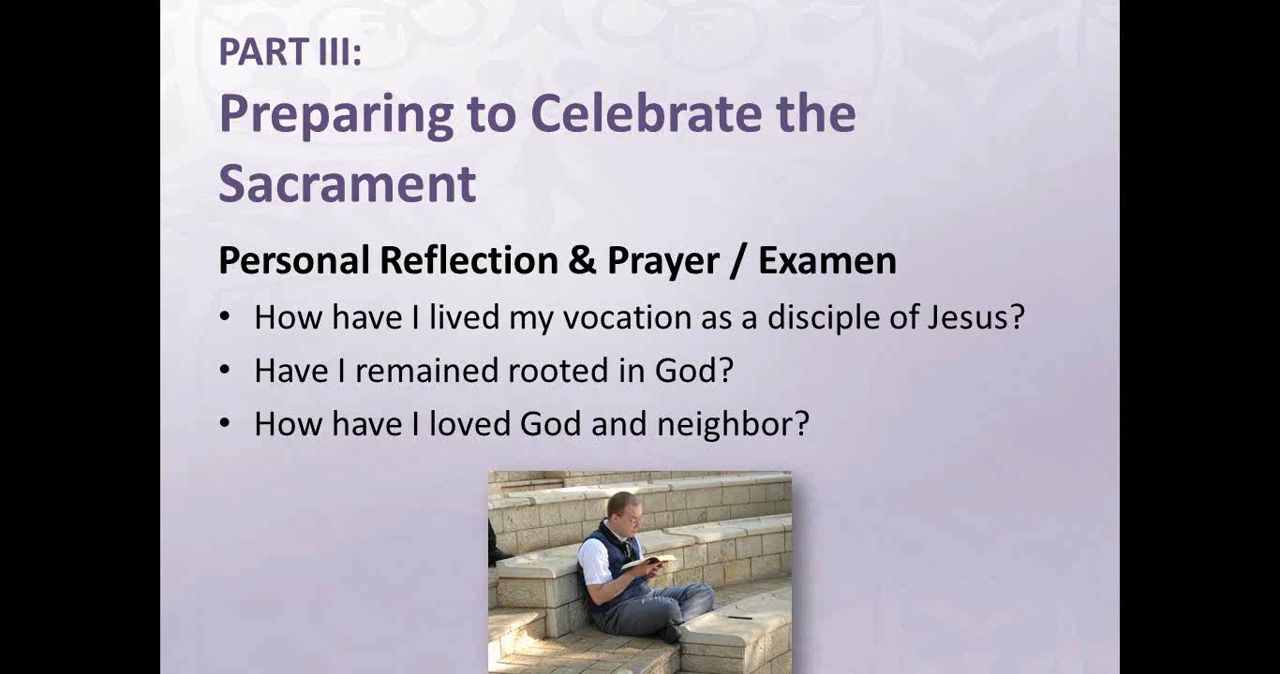 PART III:
Preparing to Celebrate the
Sacrament
Personal Reflection & Prayer / Examen
• How have I lived my vocation as a disciple of Jesus?
• Have I remained rooted in God?
• How have I loved God and neighbor?